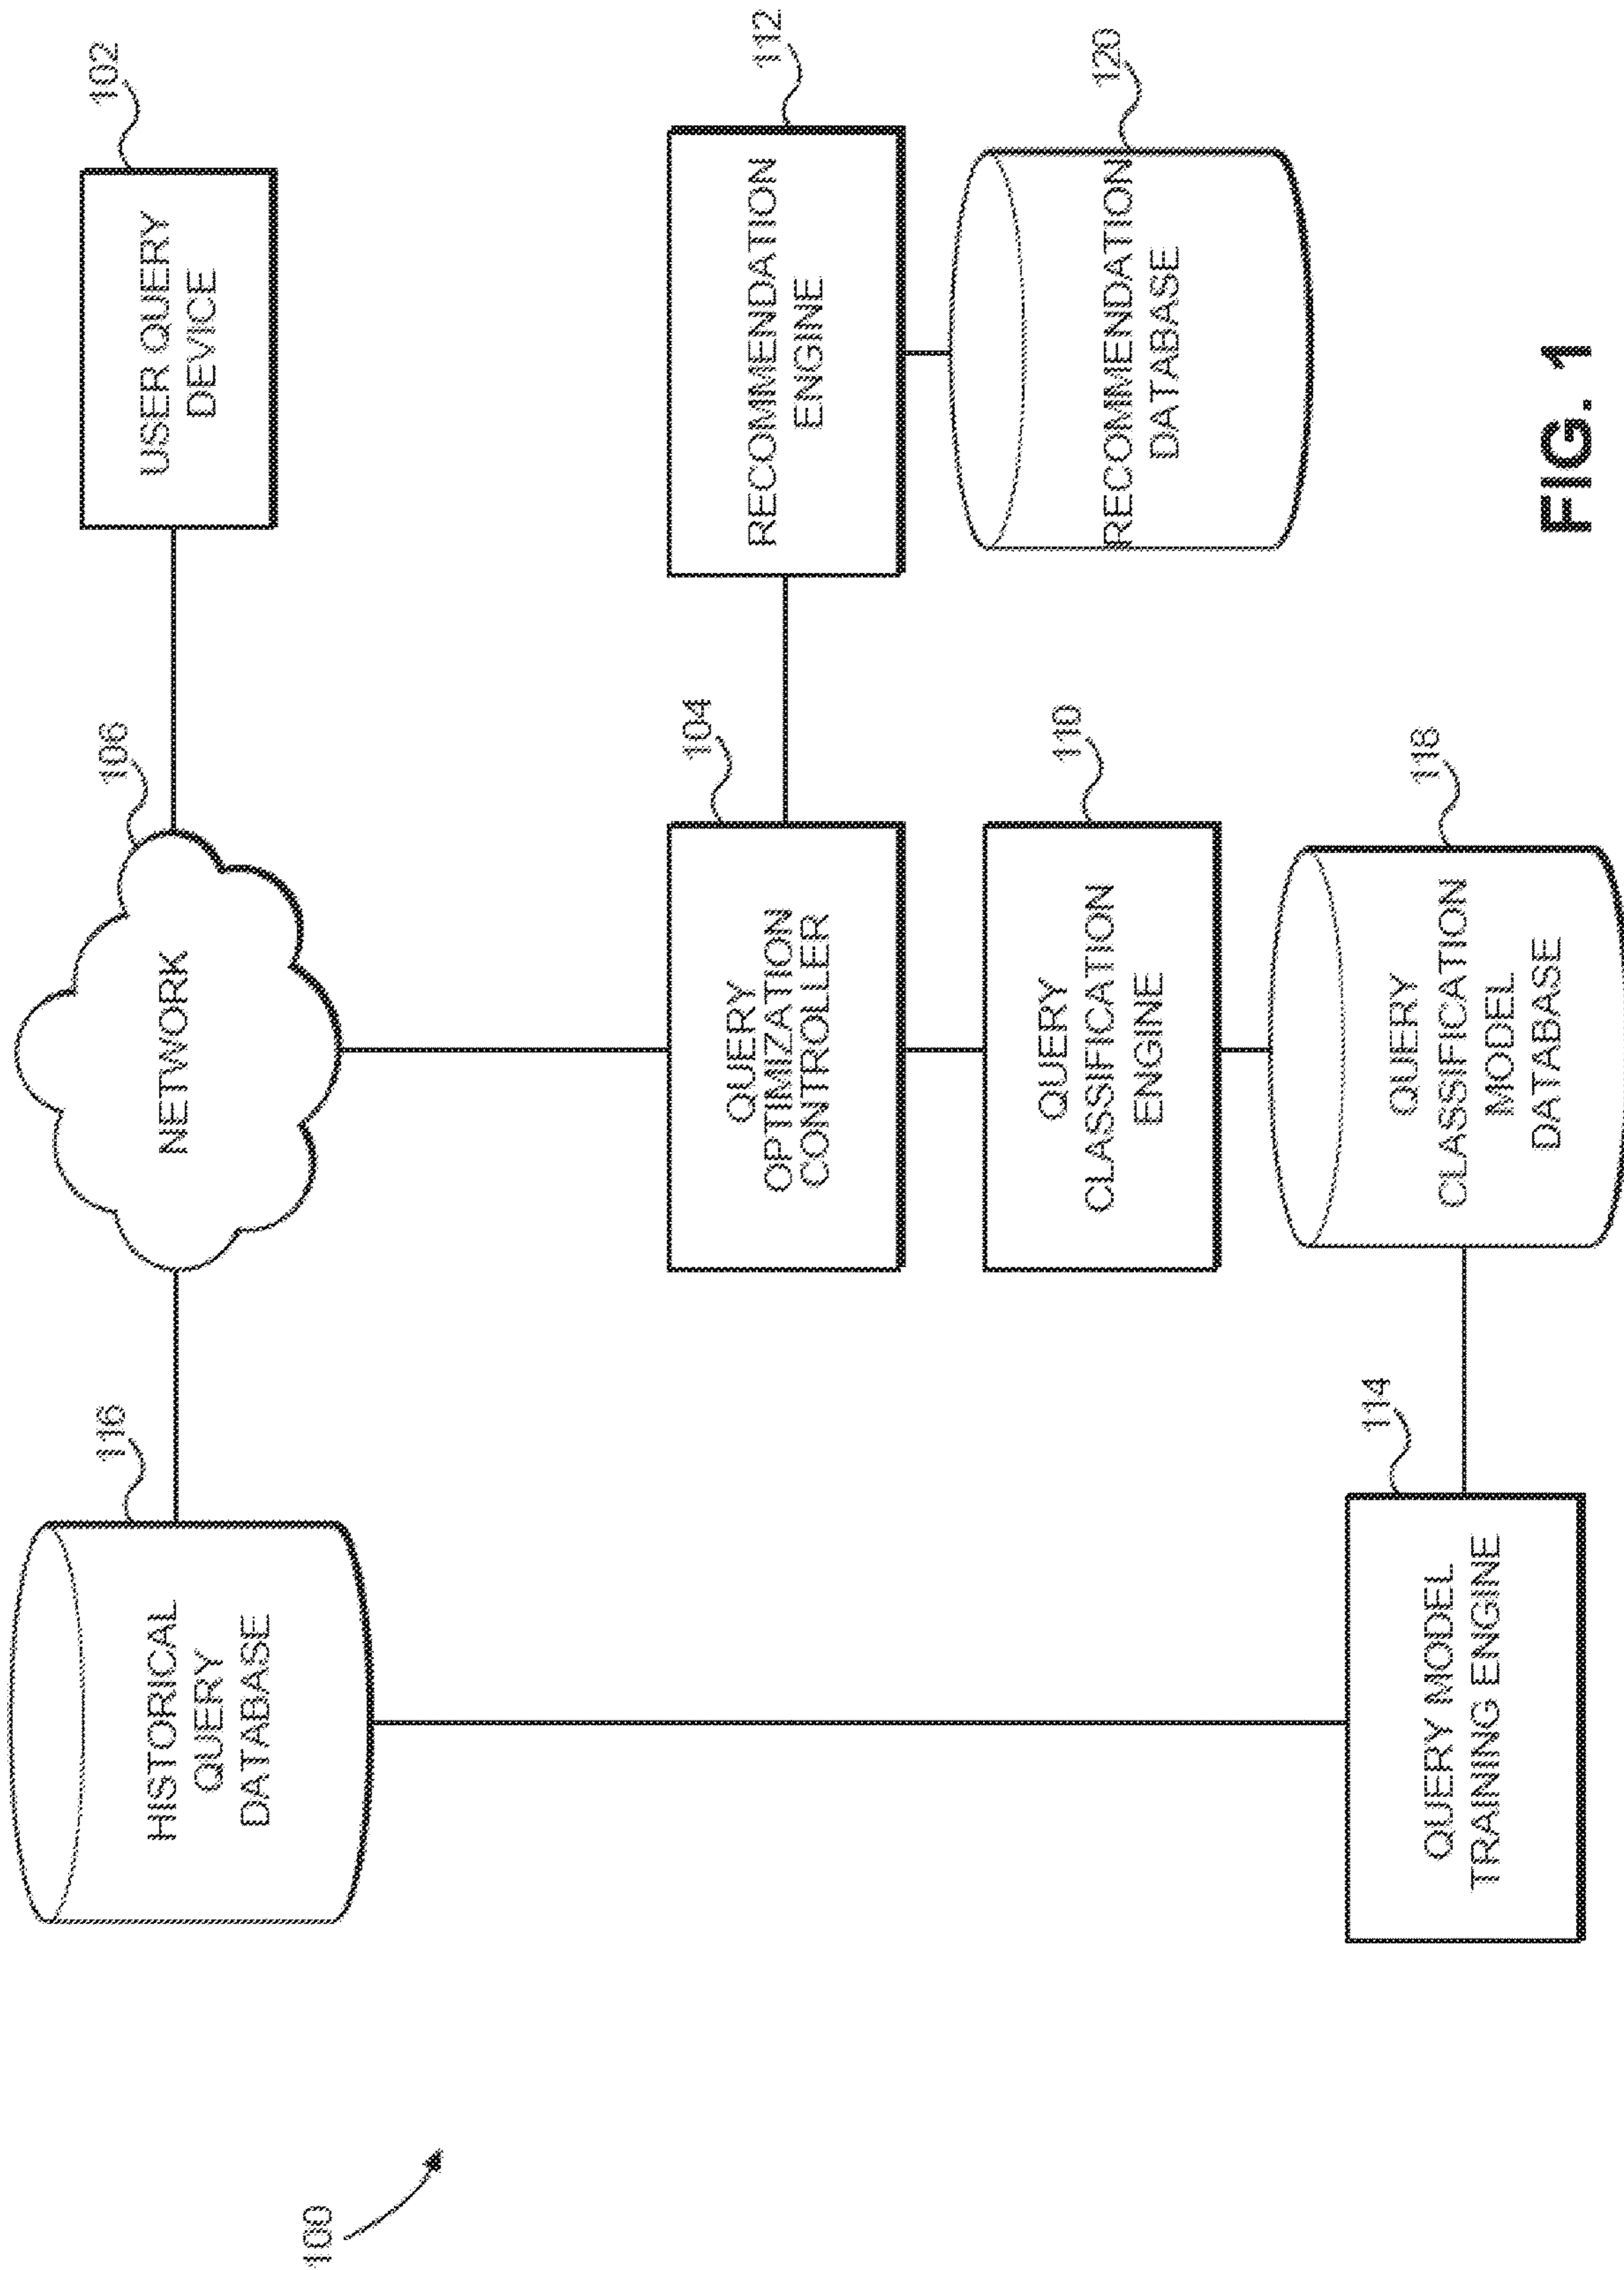 100
116
HISTORICAL
QUERY
DATABASE
106
NETWORK
102
USER QUERY
DEVICE
104
QUERY
OPTIMIZATION
CONTROLLER
112
RECOMMENDATION
ENGINE
110
QUERY
CLASSIFICATION
ENGINE
120
RECOMMENDATION
DATABASE
114
QUERY MODEL
TRAINING ENGINE
118
QUERY
CLASSIFICATION
MODEL
DATABASE
FIG. 1